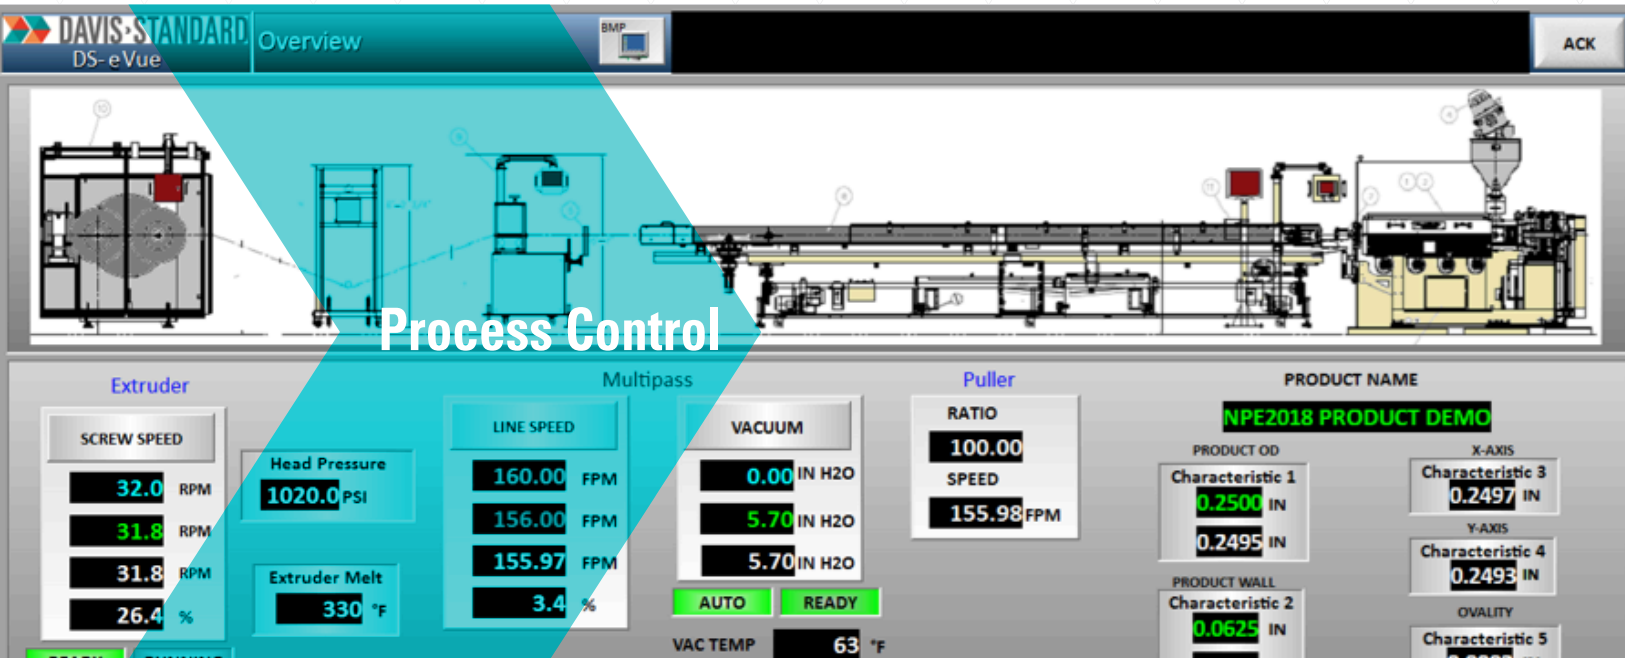 DAVIS-STANDARD
DS-eVue
Overview
BMP
ACK
10
Process Control
Extruder
Multipass
Puller
PRODUCT NAME
NPE2018 PRODUCT DEMO
SCREW SPEED
32.0 RPM
31.8 RPM
31.8 RPM
26.4 %
READY
RUNNING
Head Pressure
1020.0 PSI
Extruder Melt
330 °F
LINE SPEED
160.00 FPM
156.00 FPM
155.97 FPM
3.4 %
VACUUM
0.00 IN H2O
5.70 IN H2O
5.70 IN H2O
AUTO
READY
VAC TEMP 63 °F
RATIO
100.00
SPEED
155.98 FPM
PRODUCT OD
Characteristic 1
0.2500 IN
0.2495 IN
PRODUCT WALL
Characteristic 2
0.0625 IN
X-AXIS
Characteristic 3
0.2497 IN
Y-AXIS
Characteristic 4
0.2493 IN
OVALITY
Characteristic 5